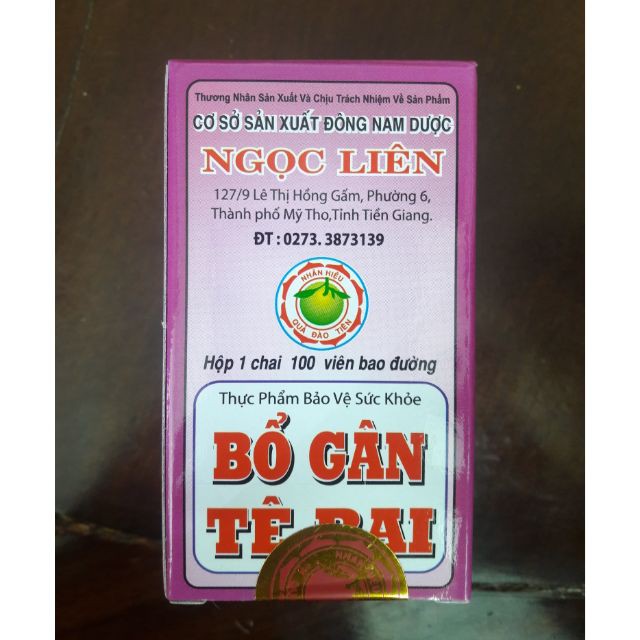 Thương Nhân Sản Xuất Và Chịu Trách Nhiệm Về Sản Phẩm
CƠ SỞ SẢN XUẤT ĐÔNG NAM DƯỢC
NGỌC LIÊN
127/9 Lê Thị Hồng Gấm, Phường 6,
Thành phố Mỹ Tho,Tỉnh Tiền Giang.
ĐT : 0273. 3873139
NHÃN HIỆU
QUẢ ĐÀO TIÊN
Hộp 1 chai 100 viên bao đường
Thực Phẩm Bảo Vệ Sức Khỏe
BỔ GÂN
TÊ BẠI